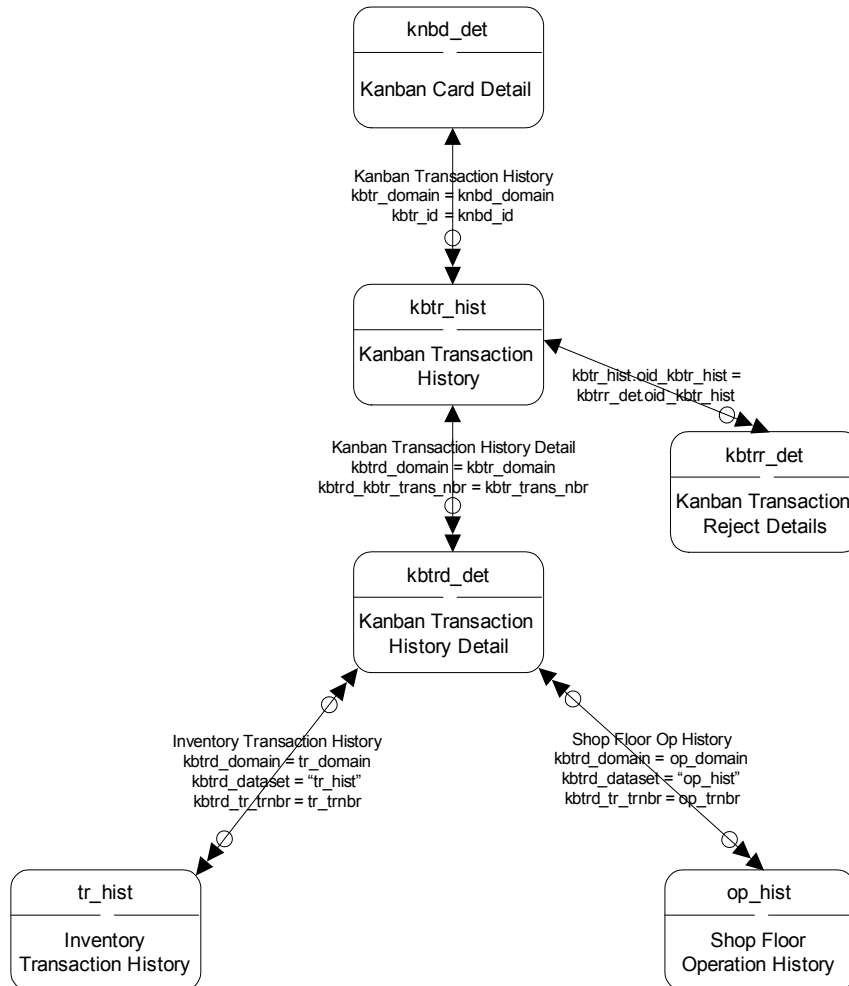 knbd_det
Kanban Card Detail
Kanban Transaction History
kbtr_domain = knbd_domain
kbtr_id = knbd_id
kbtr_hist
Kanban Transaction
History
kbtr_hist.oid_kbtr_hist =
kbtrr_det.oid_kbtr_hist
Kanban Transaction History Detail
kbtrd_domain = kbtr_domain
kbtrd_kbtr_trans_nbr = kbtr_trans_nbr
kbtrr_det
Kanban Transaction
Reject Details
kbtrd_det
Kanban Transaction
History Detail
Inventory Transaction History
kbtrd_domain = tr_domain
kbtrd_dataset = “tr_hist”
kbtrd_tr_trnbr = tr_trnbr
Shop Floor Op History
kbtrd_domain = op_domain
kbtrd_dataset = “op_hist”
kbtrd_tr_trnbr = op_trnbr
tr_hist
Inventory
Transaction History
op_hist
Shop Floor
Operation History